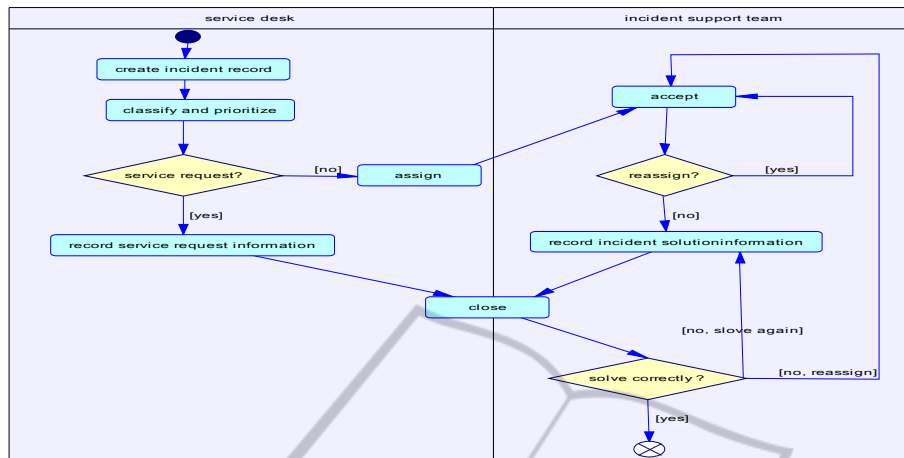 service desk
incident support team
create incident record
classify and prioritize
accept
service request?
[no]
assign
reassign?
[yes]
[yes]
[no]
record service request information
record incident solutioninformation
close
[no, slove again]
solve correctly ?
[no, reassign]
[yes]